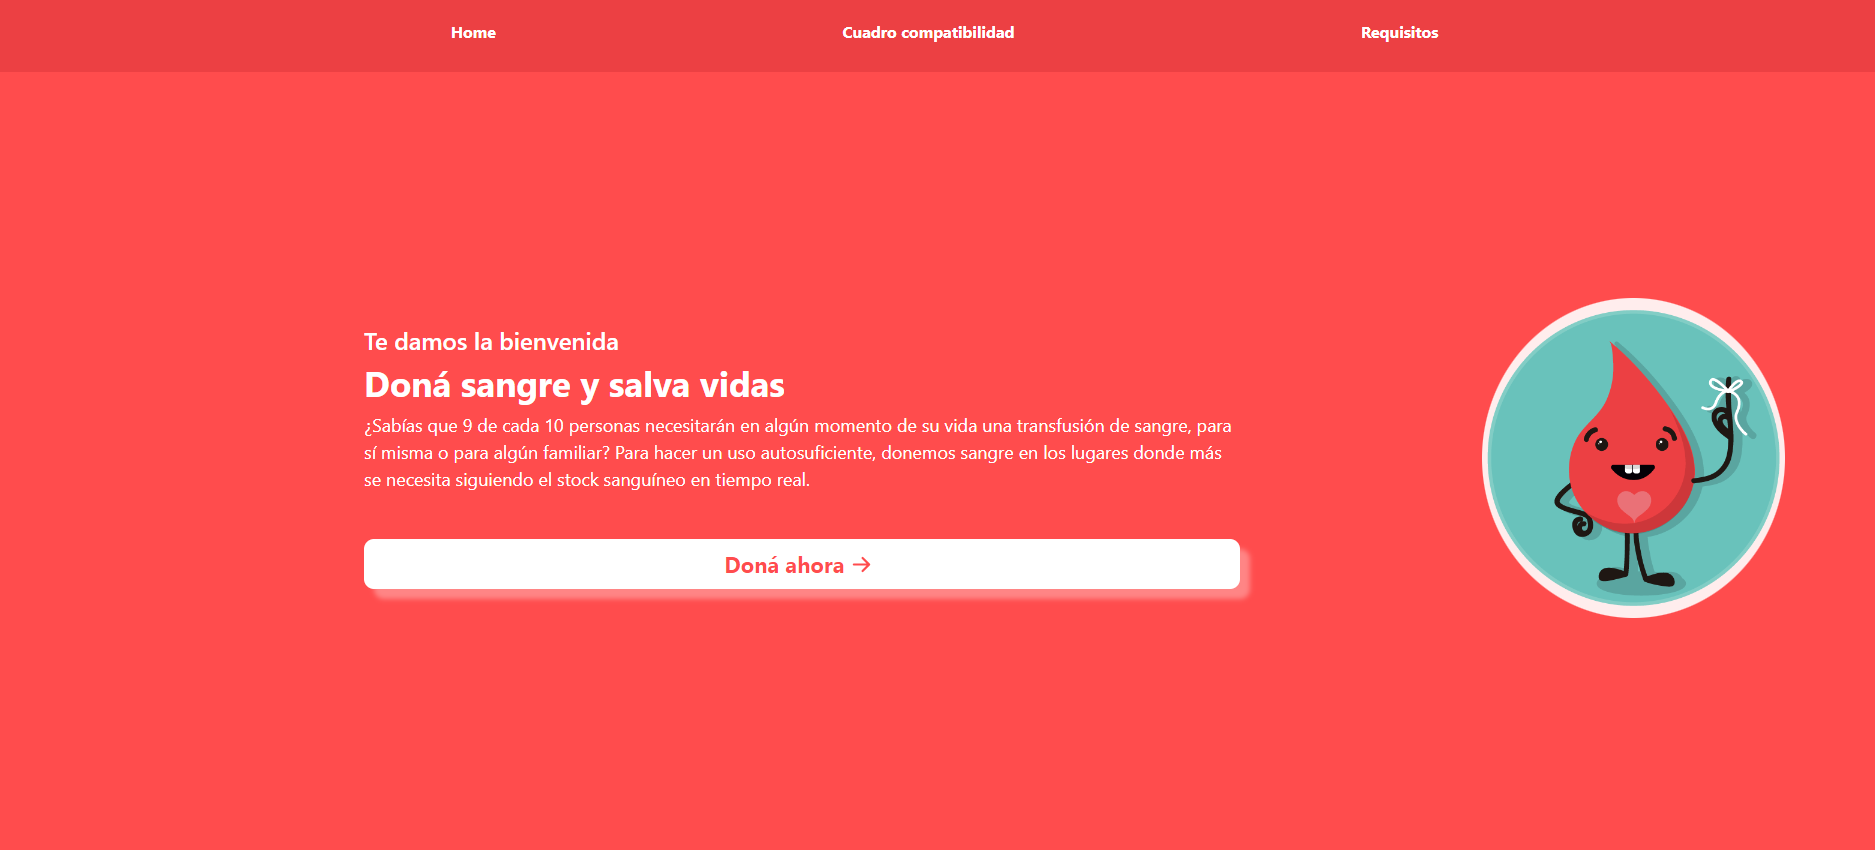 Home
Cuadro compatibilidad
Requisitos
Te damos la bienvenida
Doná sangre y salva vidas
¿Sabías que 9 de cada 10 personas necesitarán en algún momento de su vida una transfusión de sangre, para
sí misma o para algún familiar? Para hacer un uso autosuficiente, donemos sangre en los lugares donde más
se necesita siguiendo el stock sanguíneo en tiempo real.
Doná ahora →